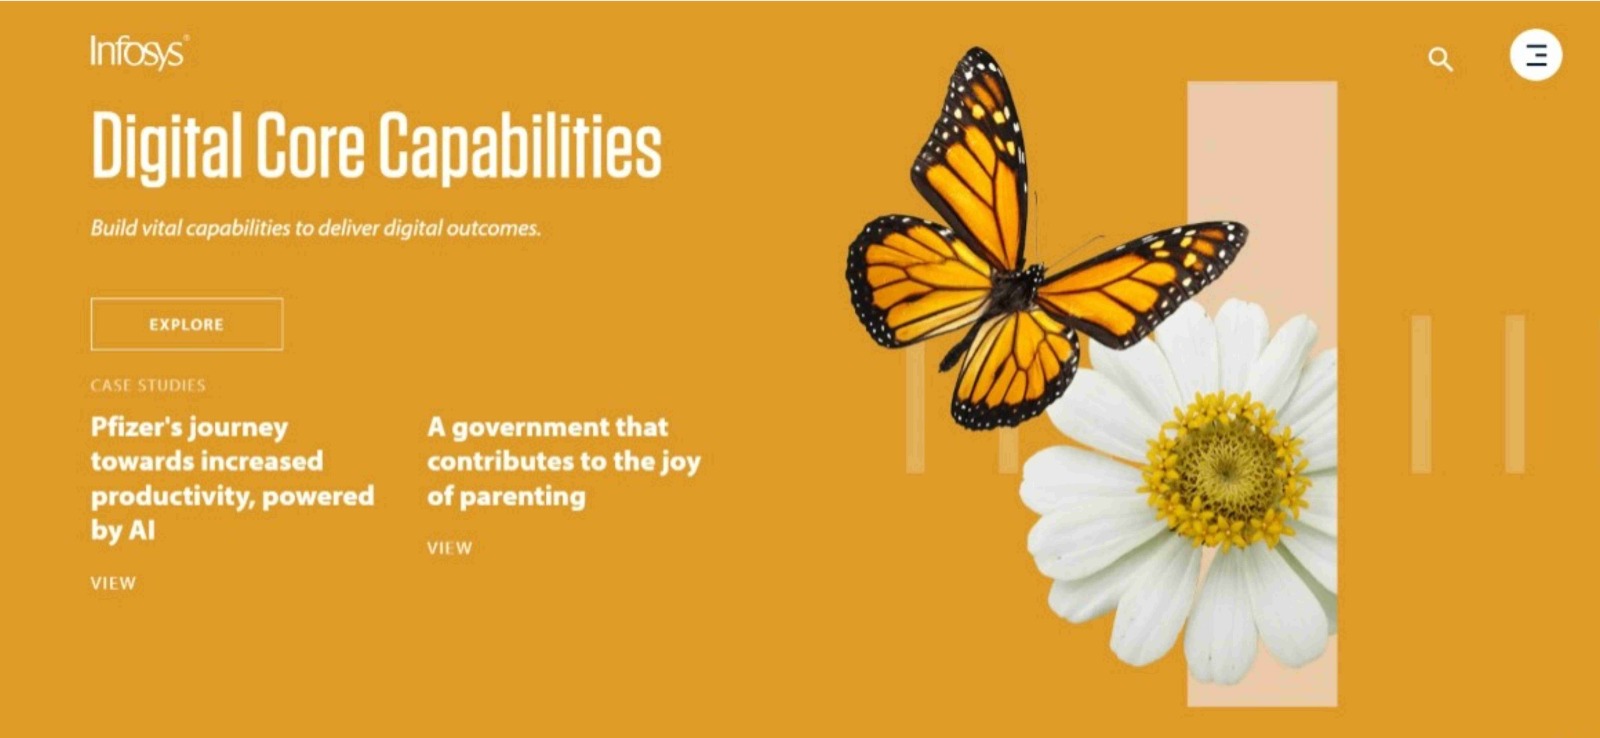 Infosys®
Digital Core Capabilities
Build vital capabilities to deliver digital outcomes.
EXPLORE
CASE STUDIES
Pfizer's journey
towards increased
productivity, powered
by AI
VIEW
A government that
contributes to the joy
of parenting
VIEW